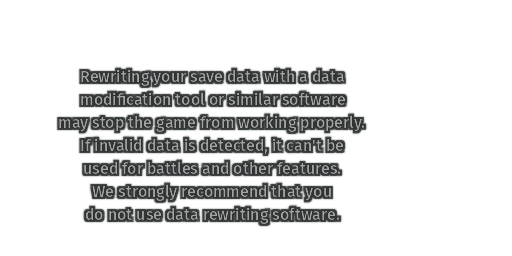 Rewriting your save data with a data
modification tool or similar software
may stop the game from working properly.
If invalid data is detected, it can't be
used for battles and other features.
We strongly recommend that you
do not use data rewriting software.